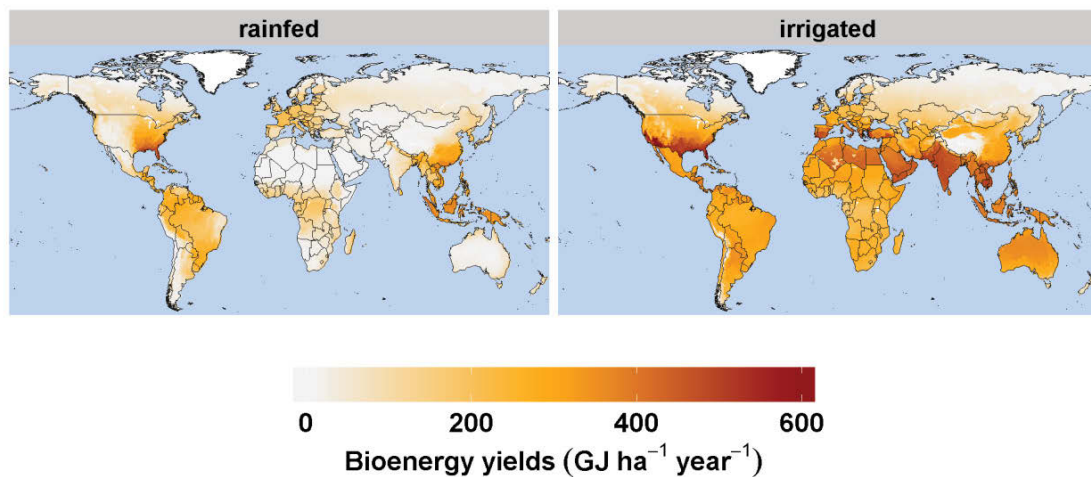 rainfed
irrigated
0 200 400 600
Bioenergy yields (GJ ha⁻¹ year⁻¹)